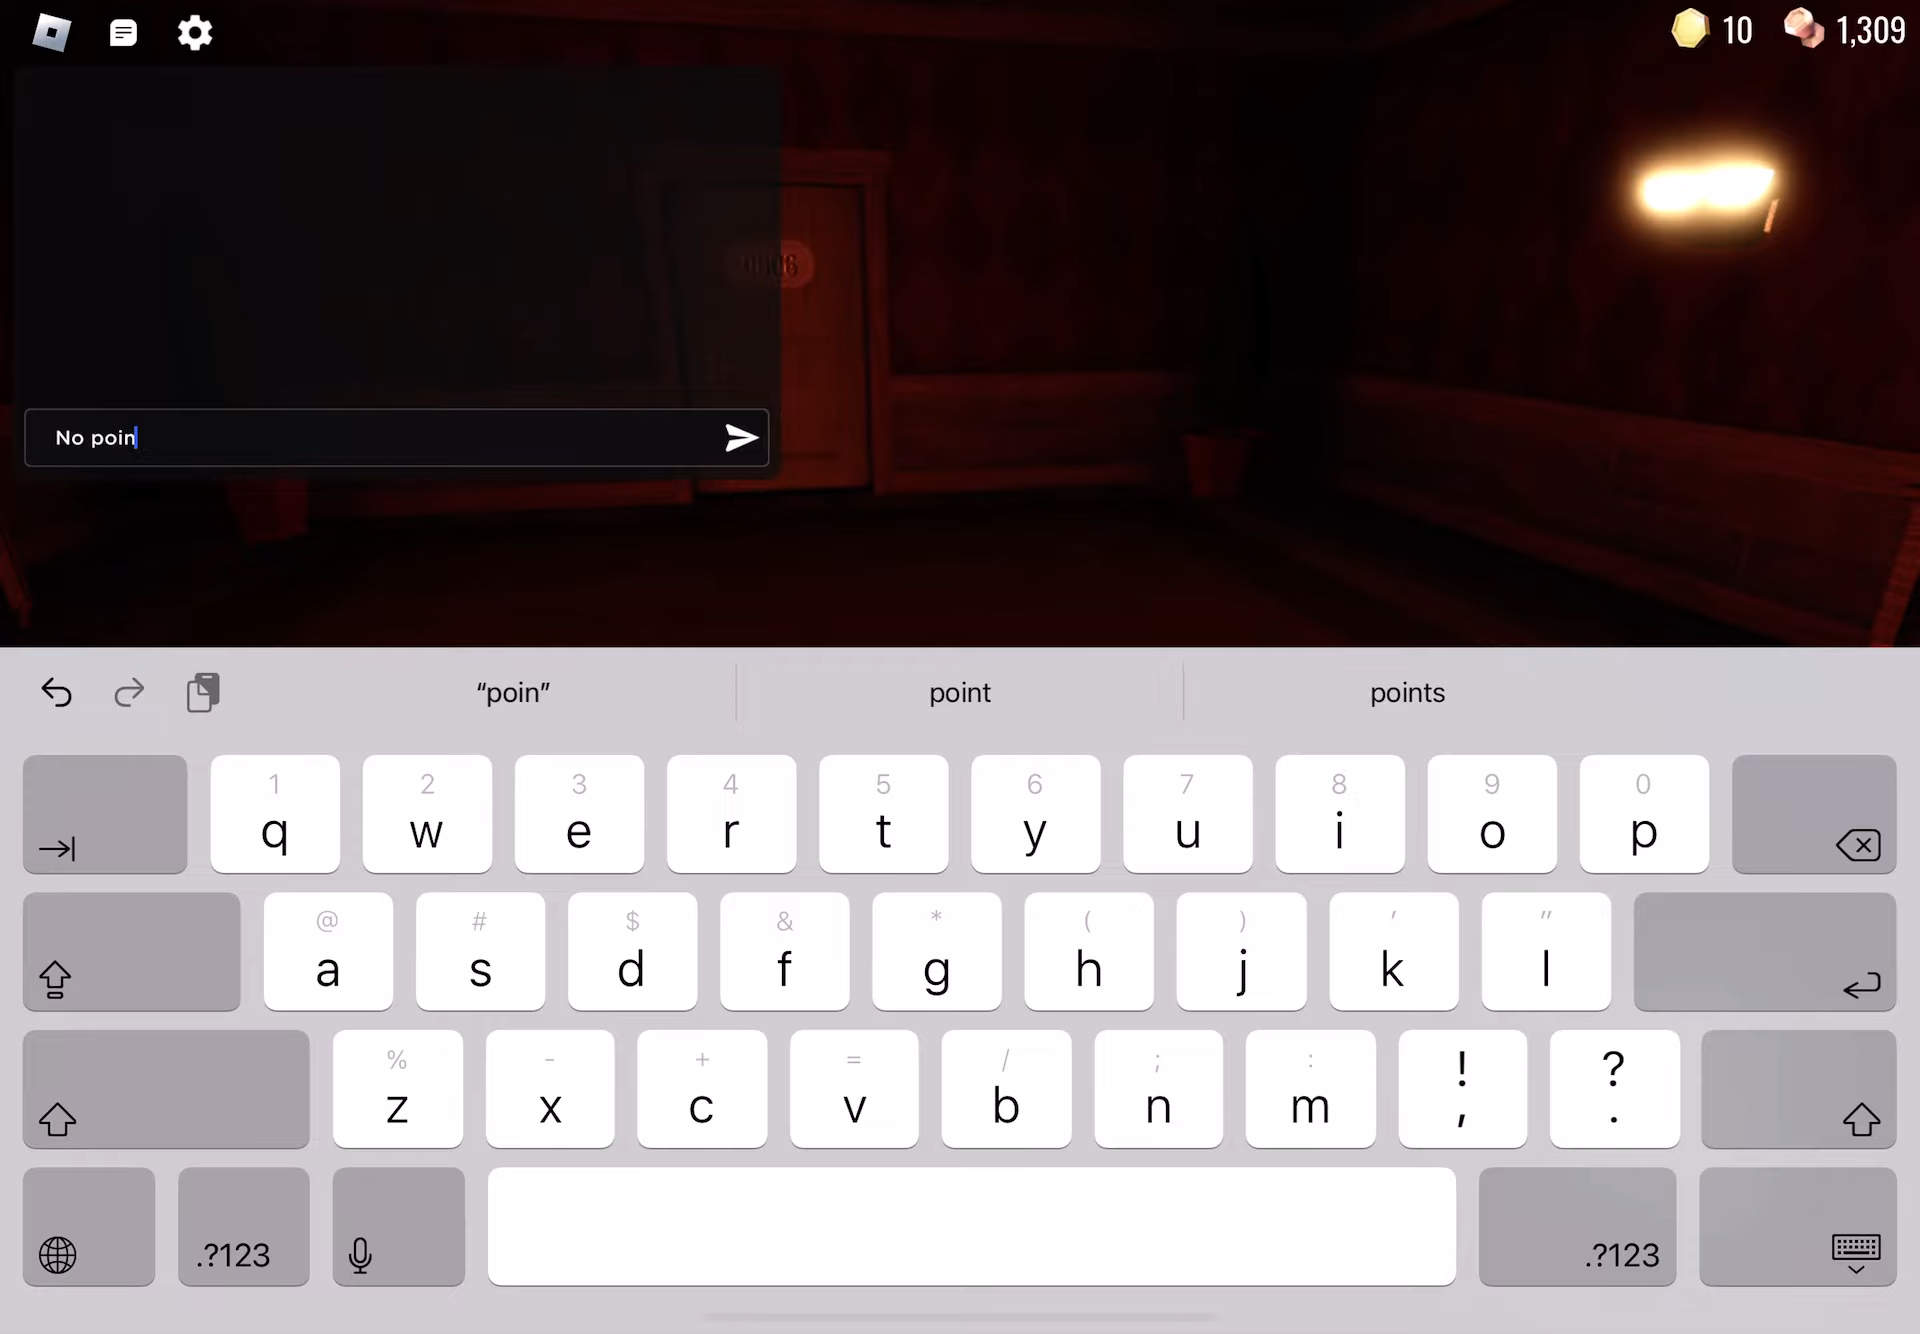 10 1,309
No poin
“poin” point points
1 2 3 4 5 6 7 8 9 0
q w e r t y u i o p
@ # $ & * ( ) ' "
a s d f g h j k l
% - + = / ; : ! ?
z x c v b n m , .
.?123 .?123